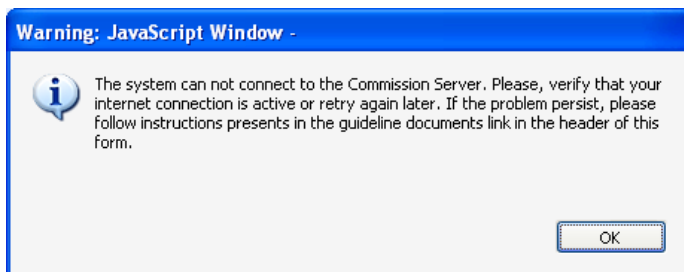 Warning: JavaScript Window -
The system can not connect to the Commission Server. Please, verify that your
internet connection is active or retry again later. If the problem persist, please
follow instructions presents in the guideline documents link in the header of this
form.
OK